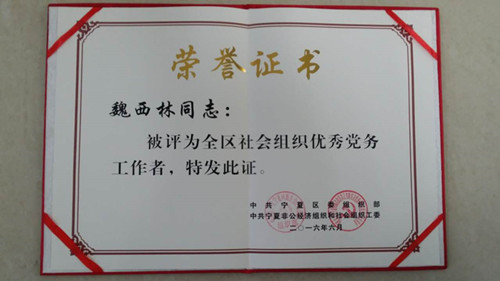 荣誉证书
魏西林同志：
被评为全区社会组织优秀党务
工作者，特发此证。
中共宁夏区委组织部
中共宁夏非公经济组织和社会组织工委
二〇一六年六月